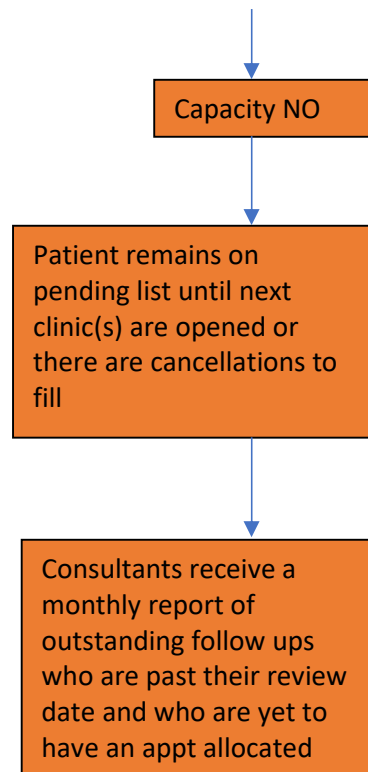 Capacity NO
Patient remains on
pending list until next
clinic(s) are opened or
there are cancellations to
fill
Consultants receive a
monthly report of
outstanding follow ups
who are past their review
date and who are yet to
have an appt allocated